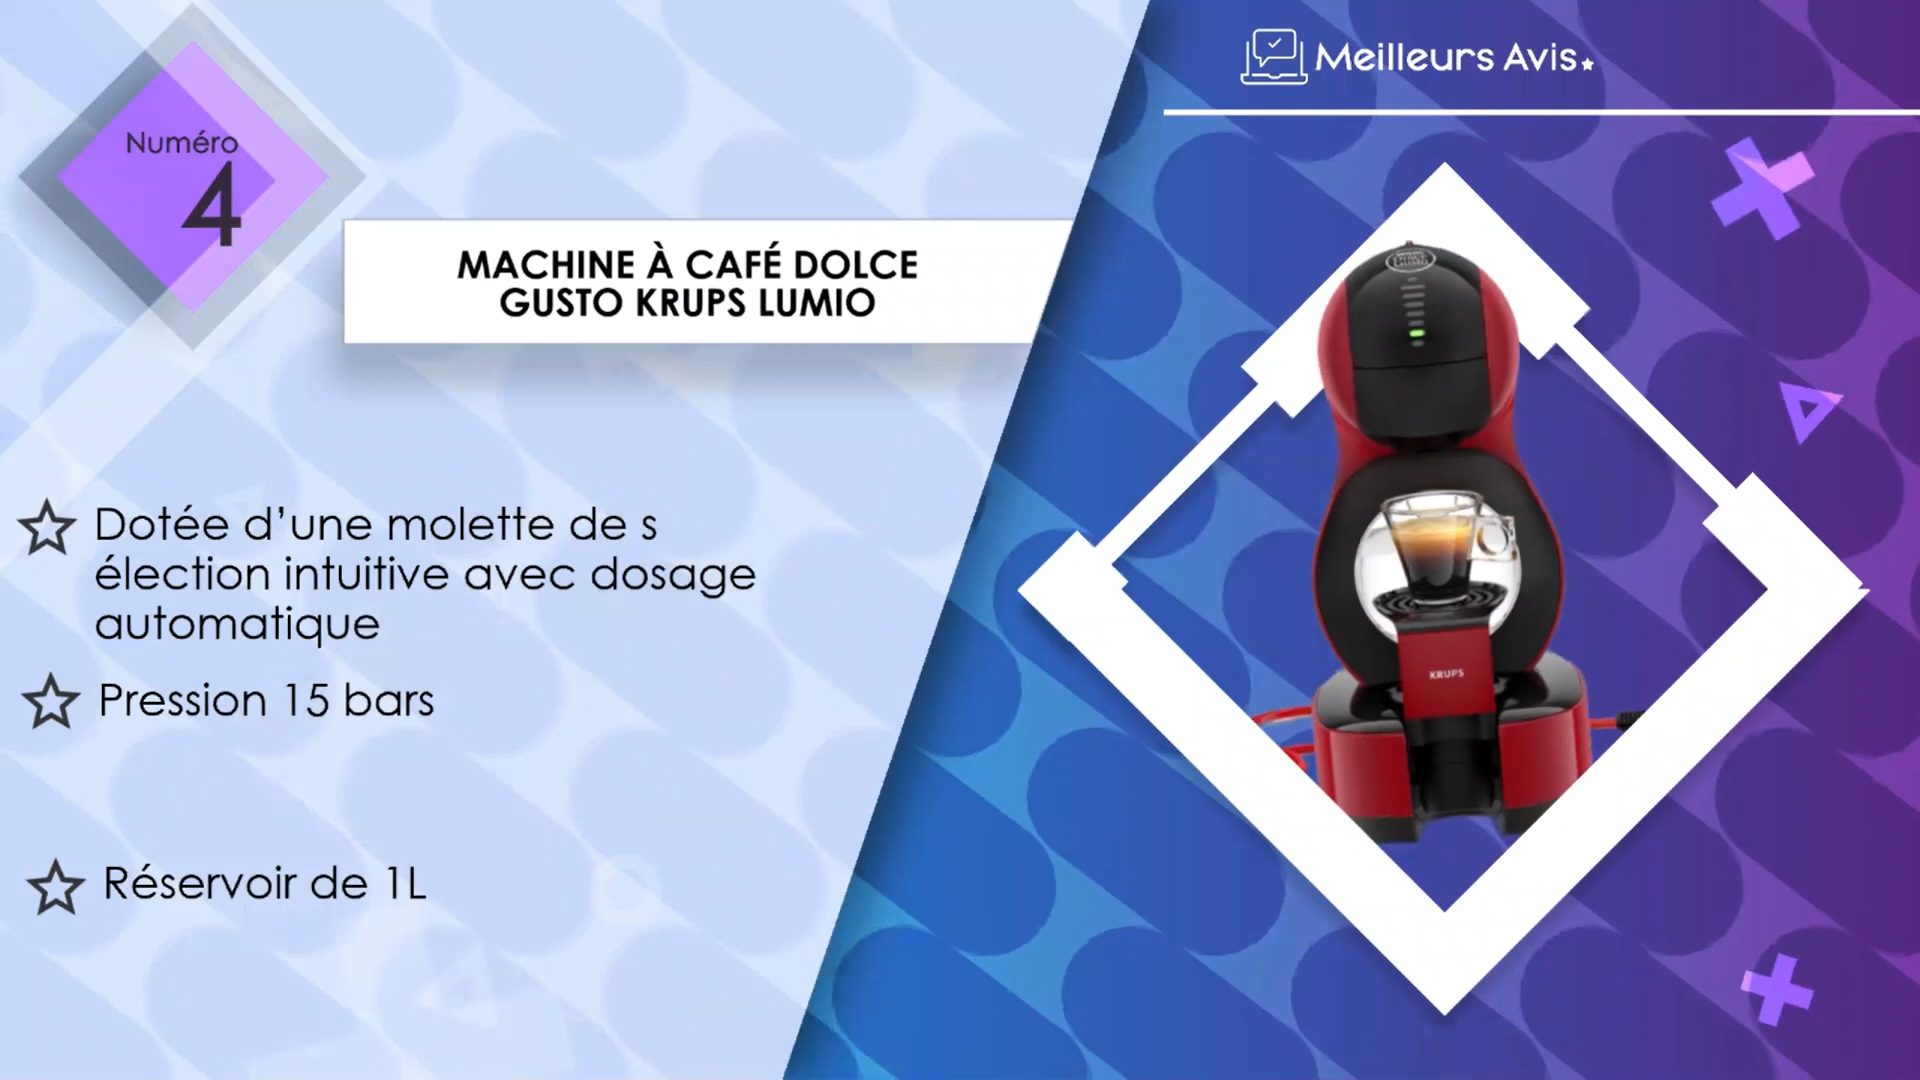 Numéro
4
MACHINE À CAFÉ DOLCE
GUSTO KRUPS LUMIO
Dotée d’une molette de s
élection intuitive avec dosage
automatique
Pression 15 bars
Réservoir de 1L
Meilleurs Avis
KRUPS